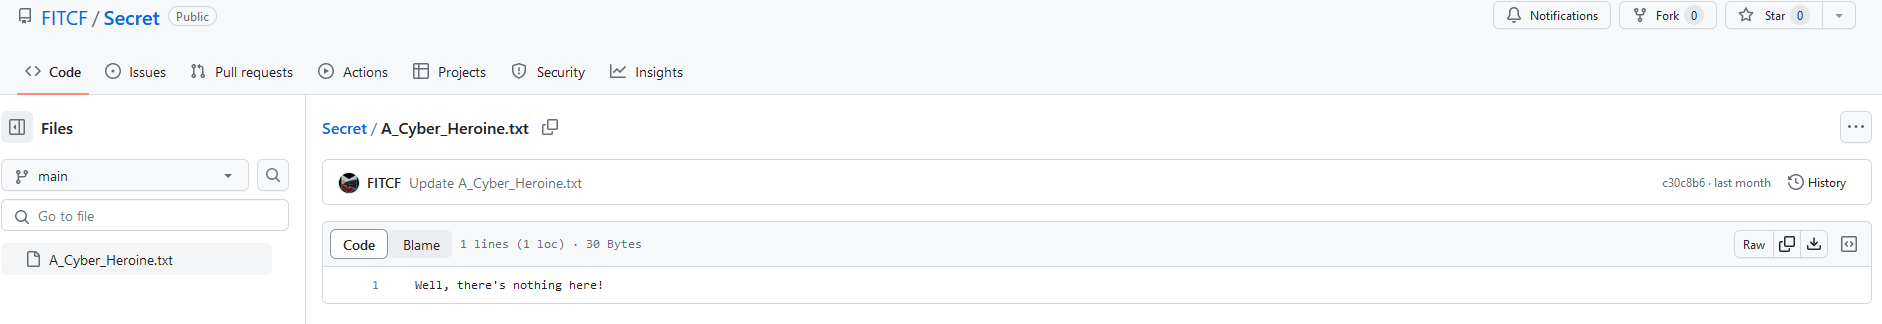 FITCF / Secret Public
Notifications Fork 0 Star 0
Code Issues Pull requests Actions Projects Security Insights
Files
main
Go to file
A_Cyber_Heroine.txt
Secret / A_Cyber_Heroine.txt
FITCF Update A_Cyber_Heroine.txt c30c8b6 · last month History
Code Blame 1 lines (1 loc) · 30 Bytes Raw
1 Well, there's nothing here!